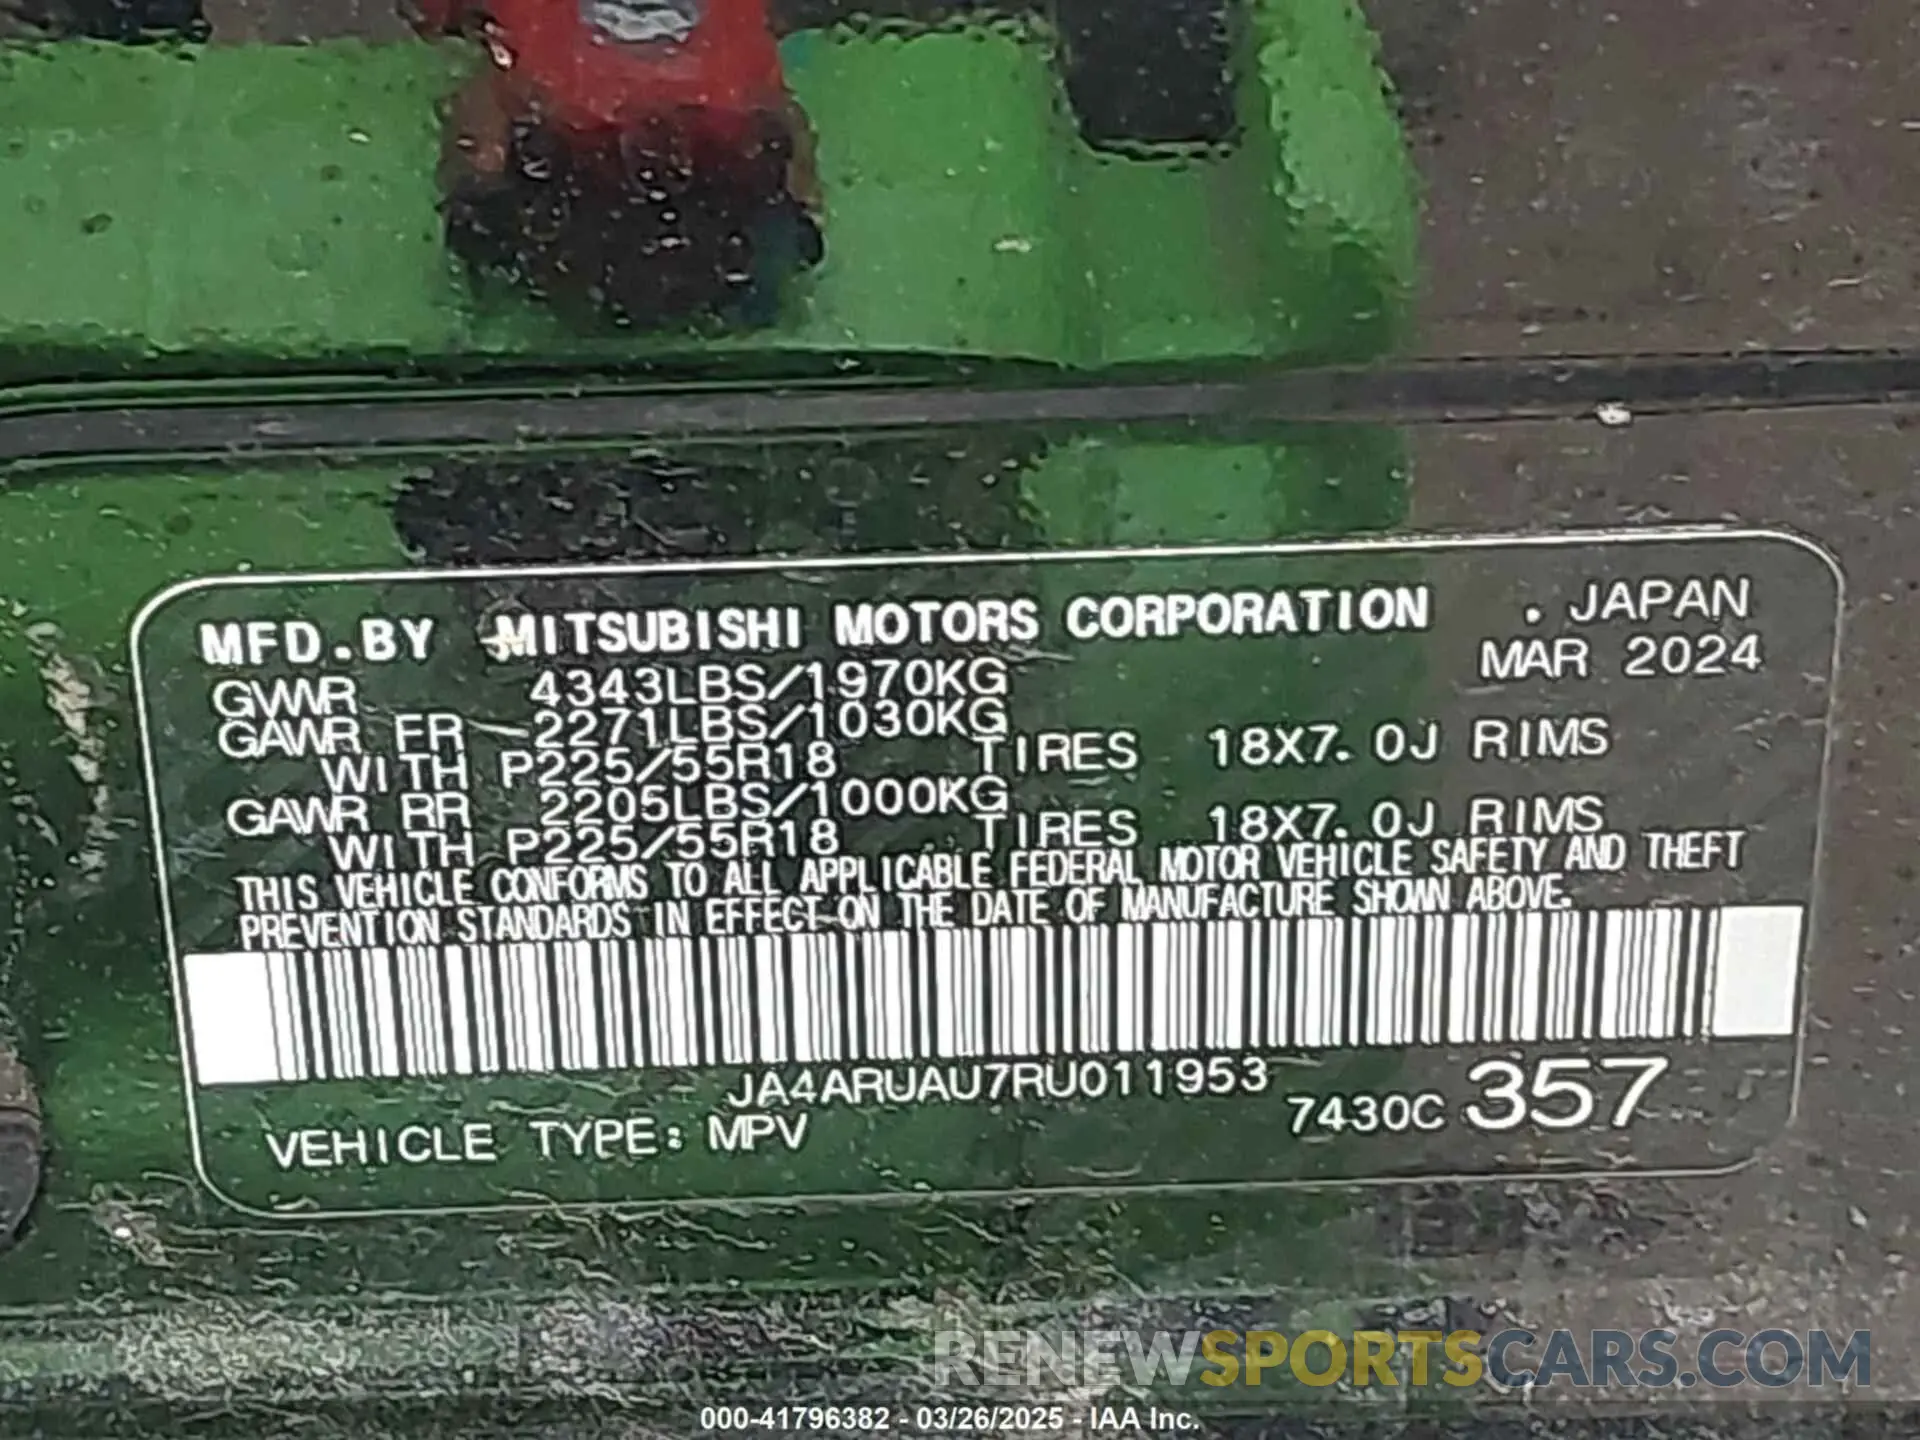 MFD.BY MITSUBISHI MOTORS CORPORATION . JAPAN
MAR 2024
GVWR 4343LBS/1970KG
GAWR FR 2271LBS/1030KG
WITH P225/55R18 TIRES 18X7.0J RIMS
GAWR RR 2205LBS/1000KG
WITH P225/55R18 TIRES 18X7.0J RIMS
THIS VEHICLE CONFORMS TO ALL APPLICABLE FEDERAL MOTOR VEHICLE SAFETY AND THEFT
PREVENTION STANDARDS IN EFFECT ON THE DATE OF MANUFACTURE SHOWN ABOVE.
JA4ARUAU7RU011953
7430C 357
VEHICLE TYPE: MPV
RENEWSPORTSCARS.COM
000-41796382 - 03/26/2025 - IAA Inc.